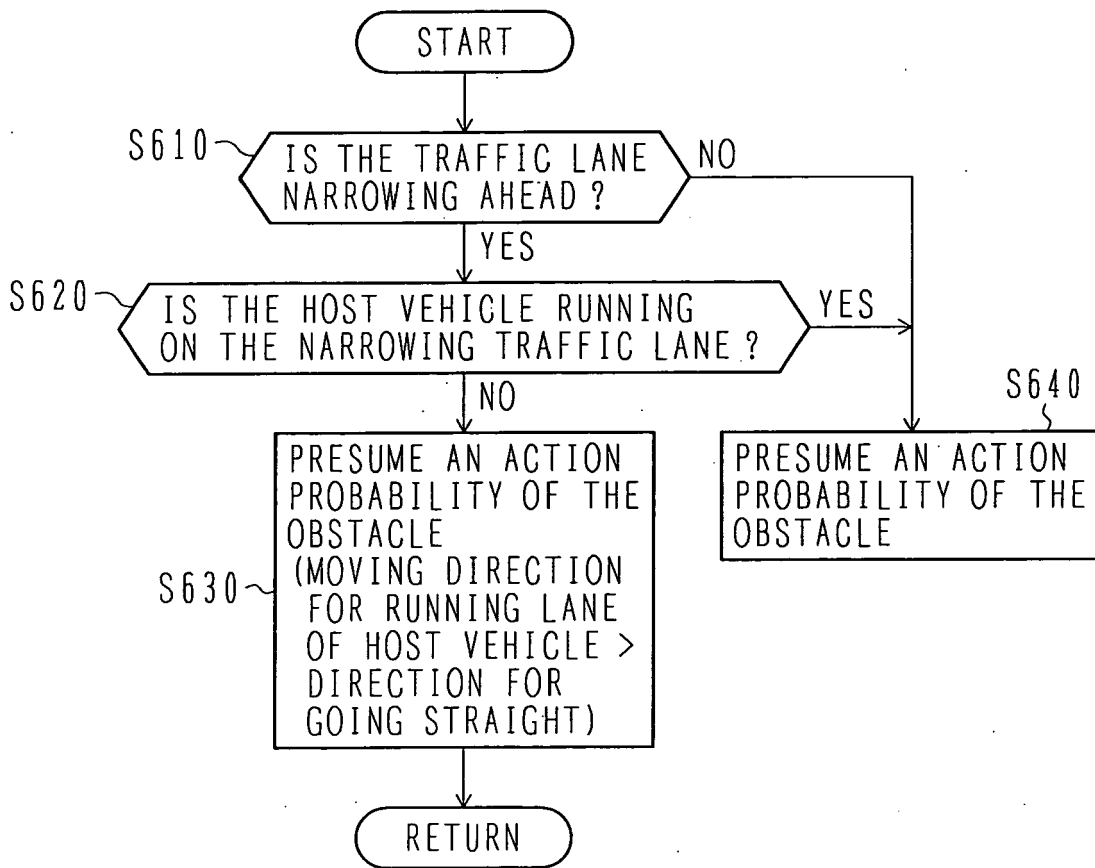 START
S610
IS THE TRAFFIC LANE
NARROWING AHEAD ?
NO
YES
S620
IS THE HOST VEHICLE RUNNING
ON THE NARROWING TRAFFIC LANE ?
YES
NO
S630
PRESUME AN ACTION
PROBABILITY OF THE
OBSTACLE
(MOVING DIRECTION
FOR RUNNING LANE
OF HOST VEHICLE >
DIRECTION FOR
GOING STRAIGHT)
S640
PRESUME AN ACTION
PROBABILITY OF THE
OBSTACLE
RETURN